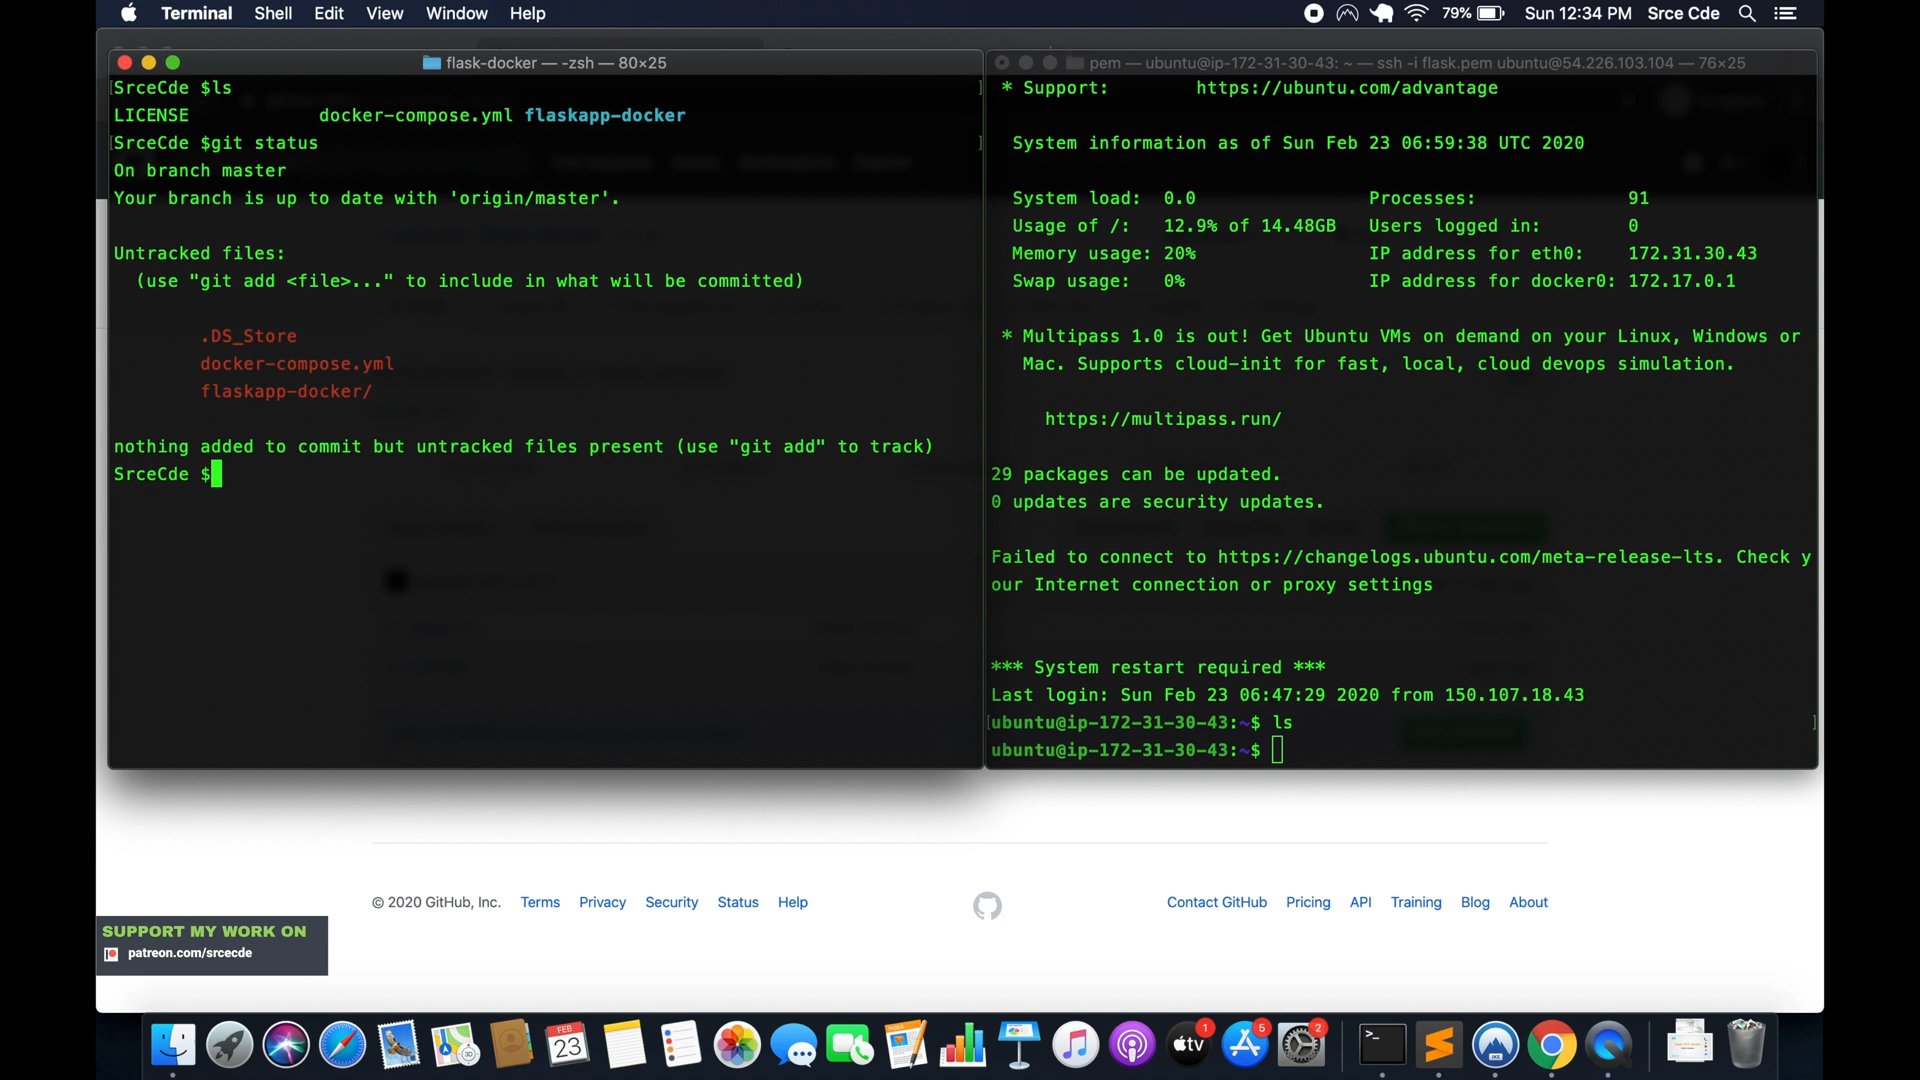 Terminal Shell Edit View Window Help 79% Sun 12:34 PM Srce Cde
flask-docker — -zsh — 80×25
SrceCde $ls
LICENSE docker-compose.yml flaskapp-docker
SrceCde $git status
On branch master
Your branch is up to date with 'origin/master'.
Untracked files:
(use "git add <file>..." to include in what will be committed)
.DS_Store
docker-compose.yml
flaskapp-docker/
nothing added to commit but untracked files present (use "git add" to track)
SrceCde $
pem — ubuntu@ip-172-31-30-43: ~ — ssh -i flask.pem ubuntu@54.226.103.104 — 76×25
* Support: https://ubuntu.com/advantage
System information as of Sun Feb 23 06:59:38 UTC 2020
System load: 0.0 Processes: 91
Usage of /: 12.9% of 14.48GB Users logged in: 0
Memory usage: 20% IP address for eth0: 172.31.30.43
Swap usage: 0% IP address for docker0: 172.17.0.1
* Multipass 1.0 is out! Get Ubuntu VMs on demand on your Linux, Windows or
Mac. Supports cloud-init for fast, local, cloud devops simulation.
https://multipass.run/
29 packages can be updated.
0 updates are security updates.
Failed to connect to https://changelogs.ubuntu.com/meta-release-lts. Check y
our Internet connection or proxy settings
*** System restart required ***
Last login: Sun Feb 23 06:47:29 2020 from 150.107.18.43
ubuntu@ip-172-31-30-43:~$ ls
ubuntu@ip-172-31-30-43:~$
© 2020 GitHub, Inc. Terms Privacy Security Status Help Contact GitHub Pricing API Training Blog About
SUPPORT MY WORK ON
patreon.com/srcecde
FEB
23
tv
1
5
2